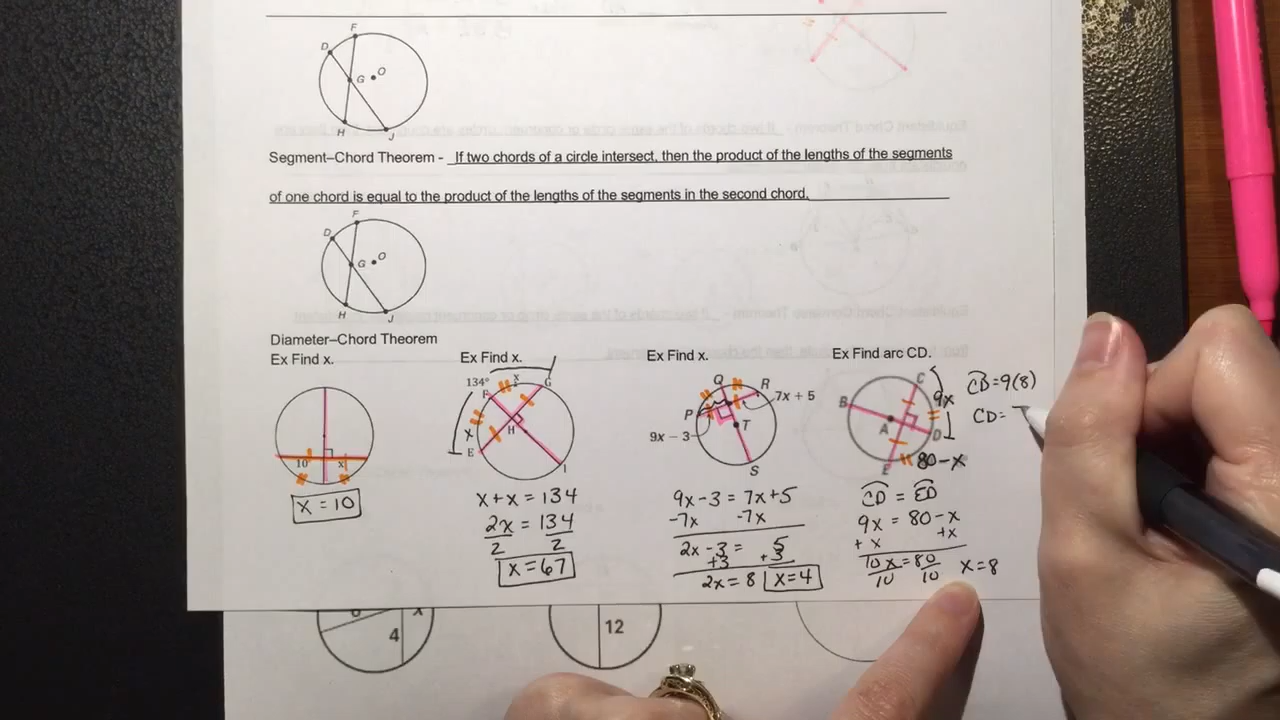 F
D
G
O
H
J
Segment–Chord Theorem - If two chords of a circle intersect, then the product of the lengths of the segments
of one chord is equal to the product of the lengths of the segments in the second chord.
F
D
G
O
H
J
Diameter–Chord Theorem
Ex Find x.
10
x
x = 10
Ex Find x.
134°
x
F
G
x
H
E
I
x + x = 134
2x = 134
2 2
x = 67
Ex Find x.
Q
R
7x + 5
P
T
9x – 3
S
9x - 3 = 7x + 5
-7x -7x
2x - 3 = 5
+3 +3
2x = 8
x = 4
Ex Find arc CD.
C
9x
B
A
D
E
80 - x
CD = ED
9x = 80 - x
+ x + x
10x = 80
10 10
x = 8
CD = 9(8)
CD =
4
12